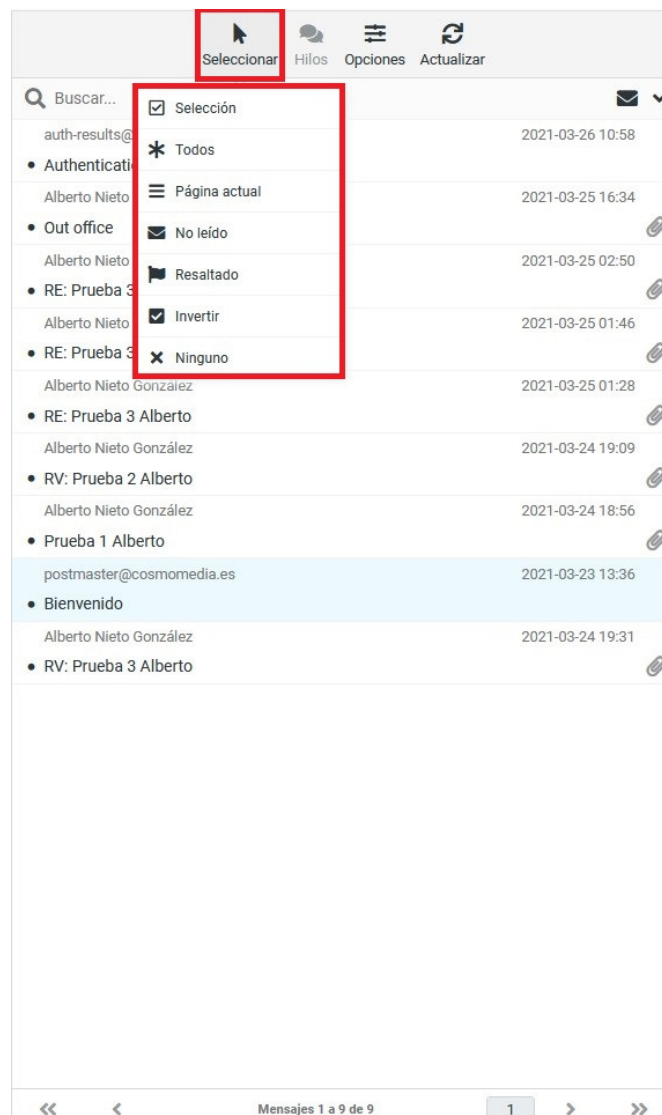 Seleccionar Hilos Opciones Actualizar
Buscar...
Selección
Todos
Página actual
No leído
Resaltado
Invertir
Ninguno
auth-results@ 2021-03-26 10:58
• Authenticati
Alberto Nieto 2021-03-25 16:34
• Out office
Alberto Nieto 2021-03-25 02:50
• RE: Prueba 3
Alberto Nieto 2021-03-25 01:46
• RE: Prueba 3
Alberto Nieto González 2021-03-25 01:28
• RE: Prueba 3 Alberto
Alberto Nieto González 2021-03-24 19:09
• RV: Prueba 2 Alberto
Alberto Nieto González 2021-03-24 18:56
• Prueba 1 Alberto
postmaster@cosmomedia.es 2021-03-23 13:36
• Bienvenido
Alberto Nieto González 2021-03-24 19:31
• RV: Prueba 3 Alberto
Mensajes 1 a 9 de 9 1